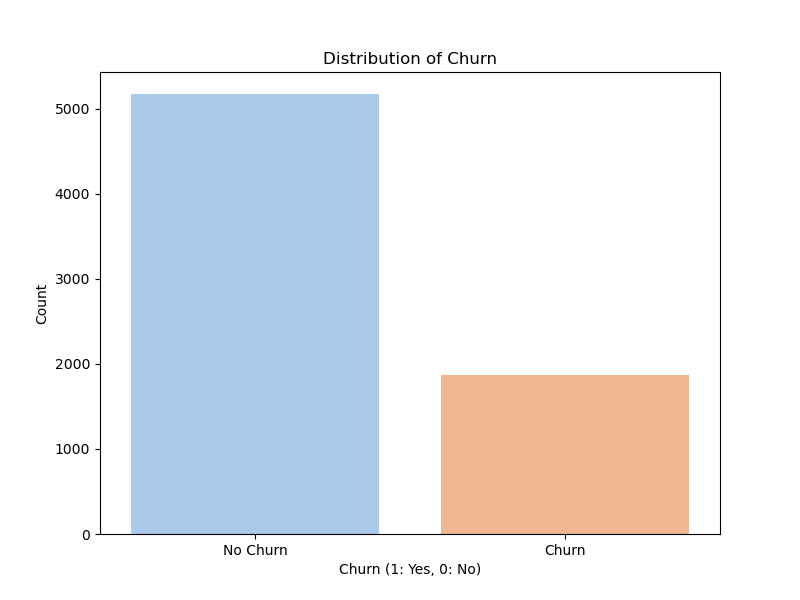 Distribution of Churn
5000
4000
3000
2000
1000
0
Count
No Churn
Churn
Churn (1: Yes, 0: No)